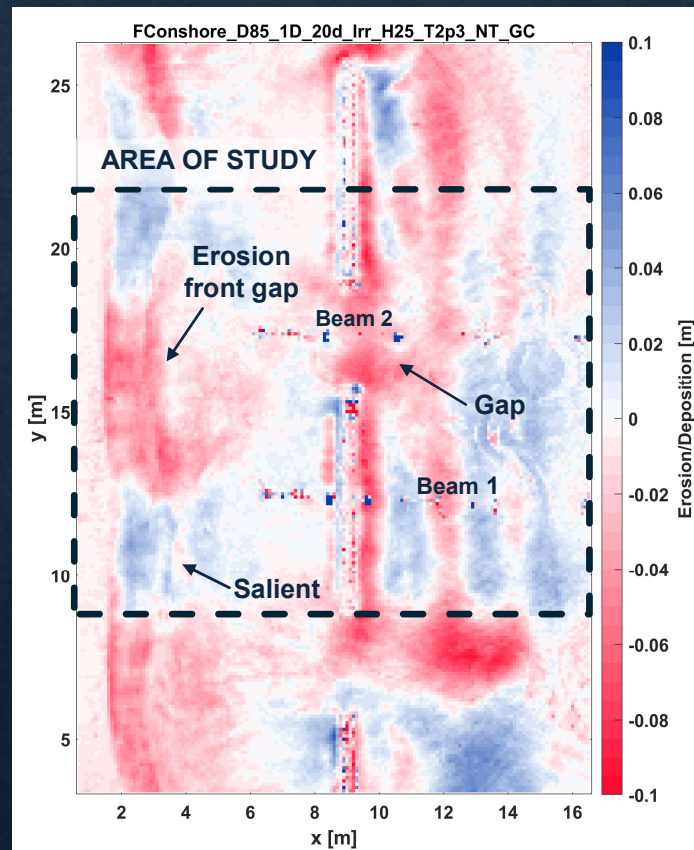 FConshore_D85_1D_20d_Irr_H25_T2p3_NT_GC
AREA OF STUDY
Erosion
front gap
Beam 2
Gap
Beam 1
Salient
25
20
15
10
5
y [m]
2 4 6 8 10 12 14 16
x [m]
0.1
0.08
0.06
0.04
0.02
0
-0.02
-0.04
-0.06
-0.08
-0.1
Erosion/Deposition [m]